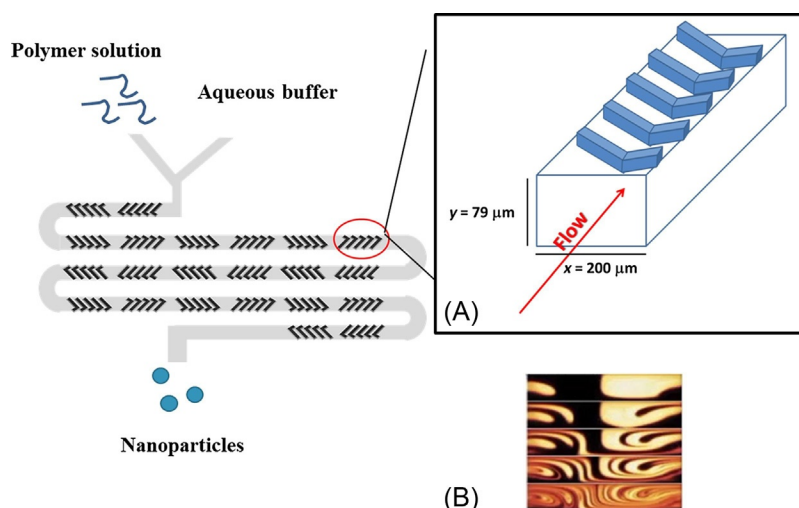 Polymer solution
Aqueous buffer
y = 79 µm
Flow
x = 200 µm
(A)
Nanoparticles
(B)